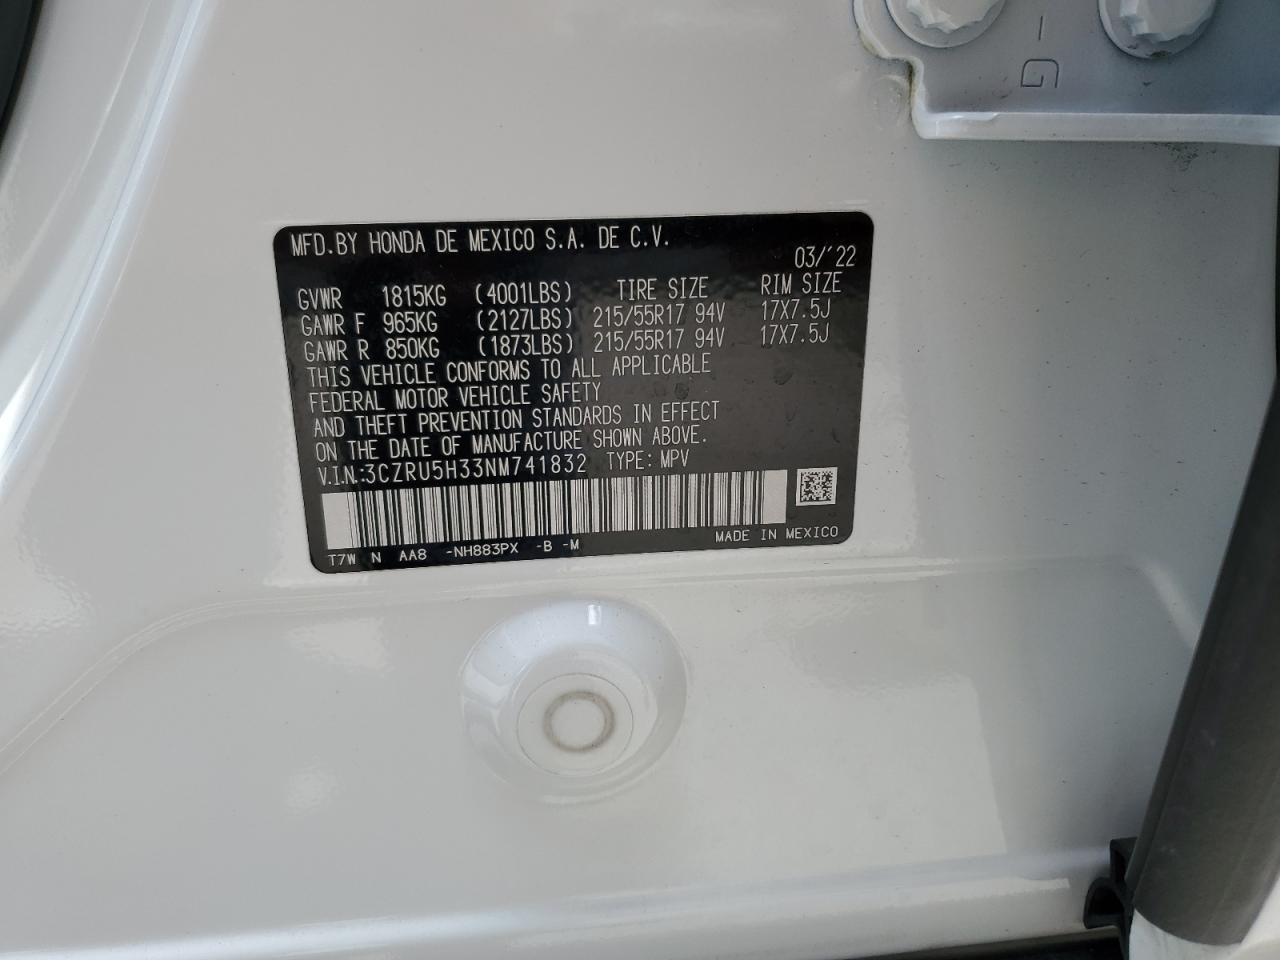 MFD.BY HONDA DE MEXICO S.A. DE C.V.
03/'22
GVWR 1815KG (4001LBS) TIRE SIZE RIM SIZE
GAWR F 965KG (2127LBS) 215/55R17 94V 17X7.5J
GAWR R 850KG (1873LBS) 215/55R17 94V 17X7.5J
THIS VEHICLE CONFORMS TO ALL APPLICABLE
FEDERAL MOTOR VEHICLE SAFETY
AND THEFT PREVENTION STANDARDS IN EFFECT
ON THE DATE OF MANUFACTURE SHOWN ABOVE.
V.I.N:3CZRU5H33NM741832 TYPE:MPV
T7W N AA8 -NH883PX -B -M MADE IN MEXICO
G